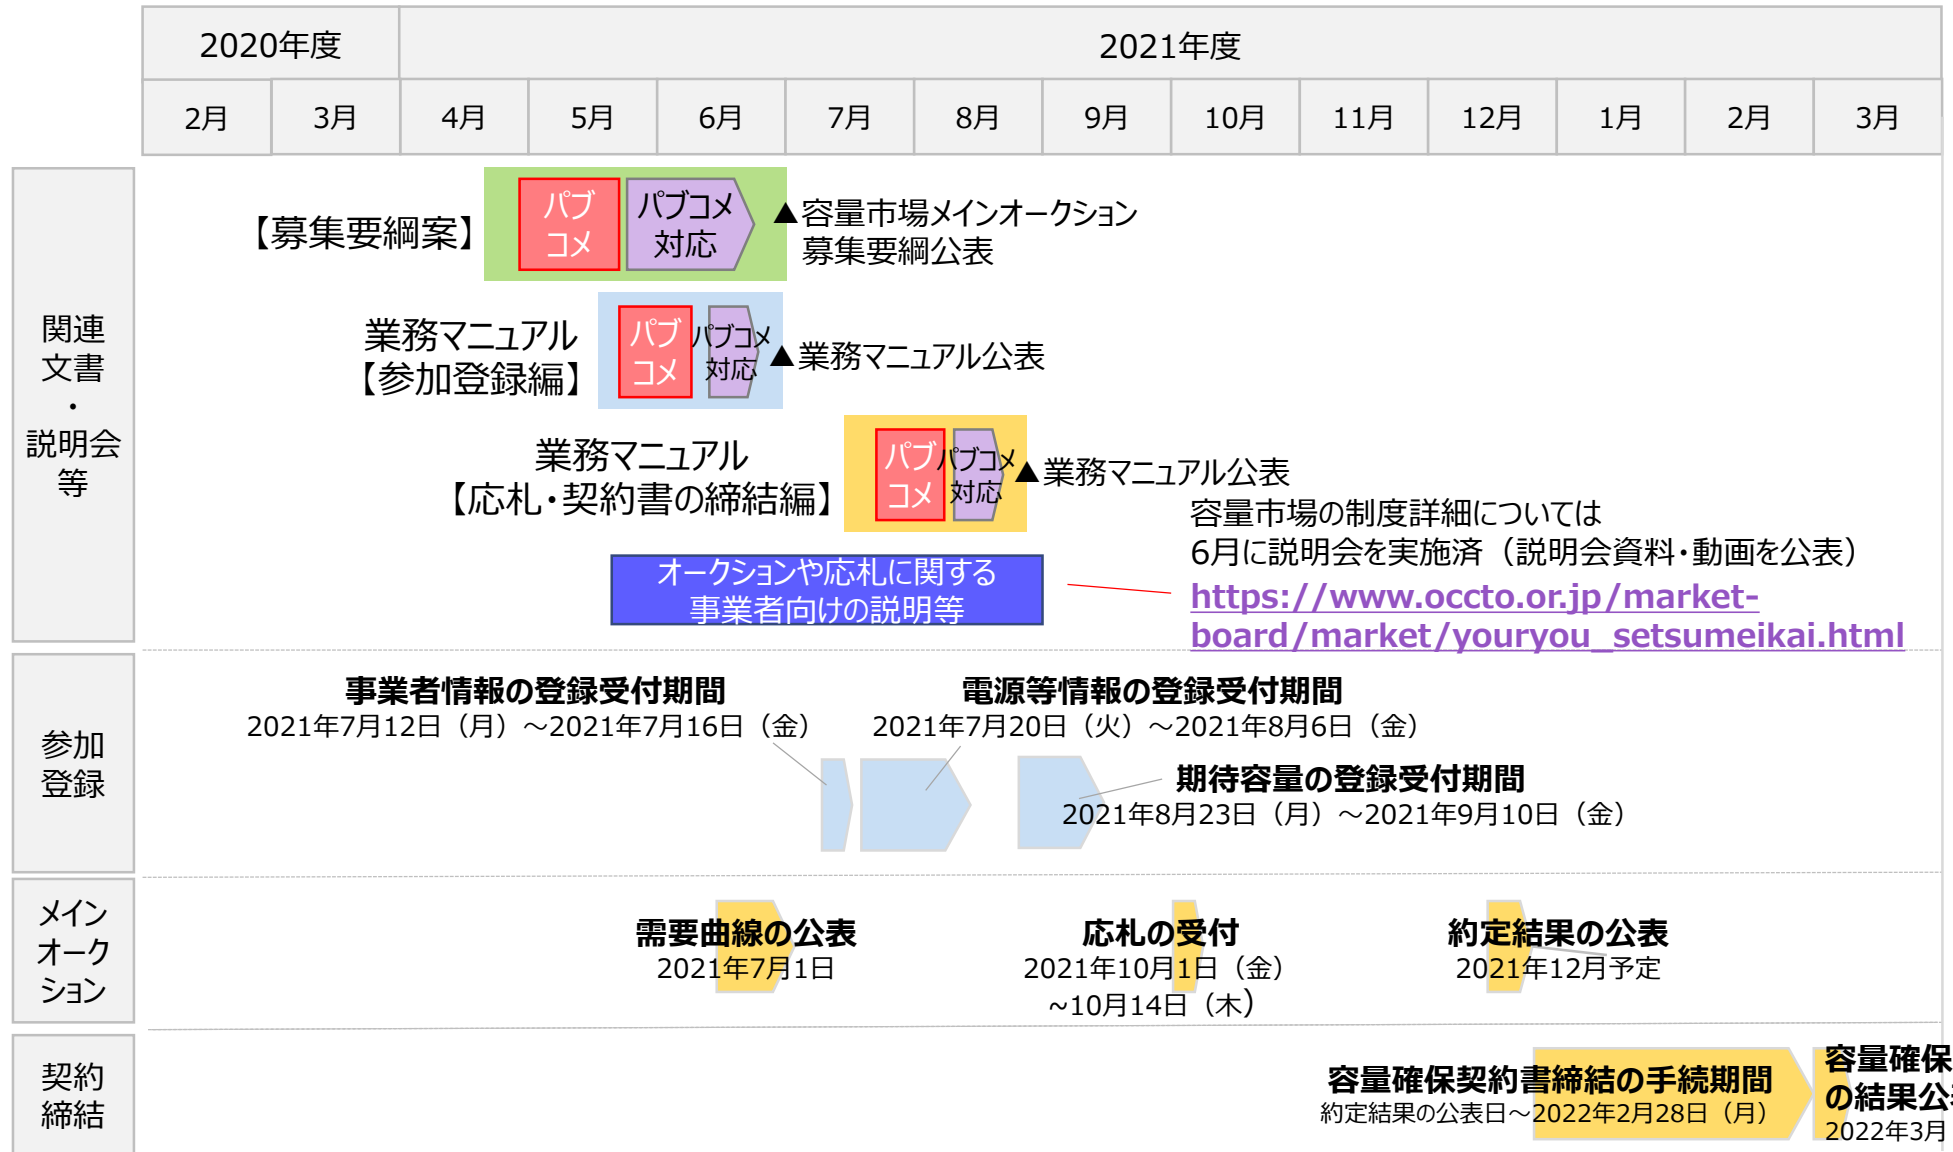 2020年度
2021年度
2月
3月
4月
5月
6月
7月
8月
9月
10月
11月
12月
1月
2月
3月
関連
文書
・
説明会
等
【募集要綱案】
パブ
コメ
パブコメ
対応
▲容量市場メインオークション
募集要綱公表
業務マニュアル
【参加登録編】
パブ
コメ
パブコメ
対応
▲業務マニュアル公表
業務マニュアル
【応札・契約書の締結編】
パブ
コメ
パブコメ
対応
▲業務マニュアル公表
オークションや応札に関する
事業者向けの説明等
容量市場の制度詳細については
6月に説明会を実施済（説明会資料・動画を公表）
https://www.occto.or.jp/market-
board/market/youryou_setsumeikai.html
参加
登録
事業者情報の登録受付期間
2021年7月12日（月）～2021年7月16日（金）
電源等情報の登録受付期間
2021年7月20日（火）～2021年8月6日（金）
期待容量の登録受付期間
2021年8月23日（月）～2021年9月10日（金）
メイン
オーク
ション
需要曲線の公表
2021年7月1日
応札の受付
2021年10月1日（金）
~10月14日（木）
約定結果の公表
2021年12月予定
契約
締結
容量確保契約書締結の手続期間
約定結果の公表日～2022年2月28日（月）
容量確保
の結果公
2022年3月